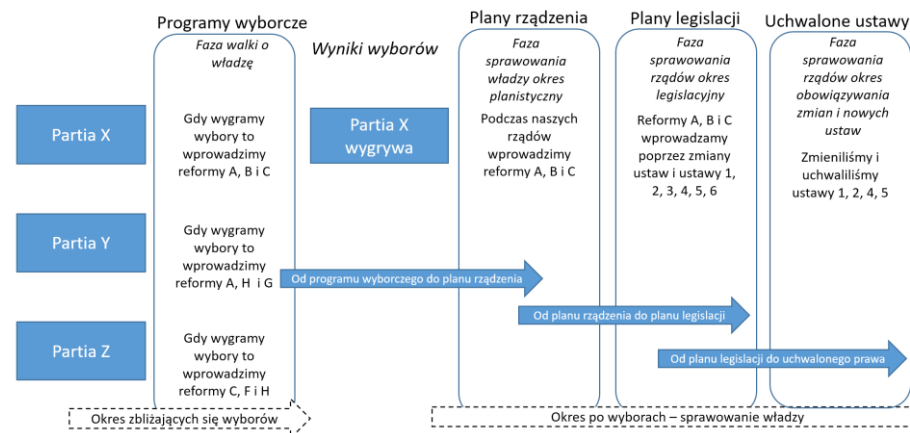 Programy wyborcze
Faza walki o
władzę
Wyniki wyborów
Plany rządzenia
Faza
sprawowania
władzy okres
planistyczny
Plany legislacji
Faza
sprawowania
rządów okres
legislacyjny
Uchwalone ustawy
Faza
sprawowania
rządów okres
obowiązywania
zmian i nowych
ustaw
Partia X
Gdy wygramy
wybory to
wprowadzimy
reformy A, B i C
Partia X
wygrywa
Podczas naszych
rządów
wprowadzimy
reformy A, B i C
Reformy A, B i C
wprowadzamy
poprzez zmiany
ustaw i ustawy 1,
2, 3, 4, 5, 6
Zmieniliśmy i
uchwaliliśmy
ustawy 1, 2, 4, 5
Partia Y
Gdy wygramy
wybory to
wprowadzimy
reformy A, H i G
Od programu wyborczego do planu rządzenia
Od planu rządzenia do planu legislacji
Partia Z
Gdy wygramy
wybory to
wprowadzimy
reformy C, F i H
Od planu legislacji do uchwalonego prawa
Okres zbliżających się wyborów
Okres po wyborach – sprawowanie władzy